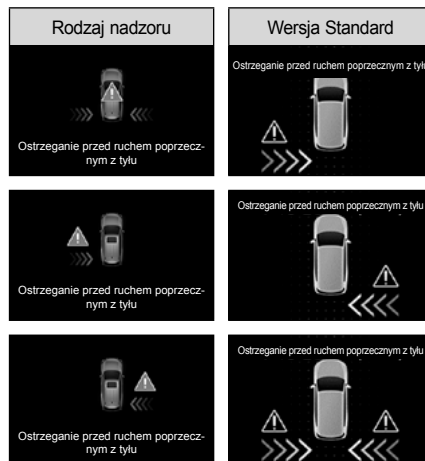 Rodzaj nadzoru
Wersja Standard
Ostrzeganie przed ruchem poprzecz-
nym z tyłu
Ostrzeganie przed ruchem poprzecznym z tyłu
Ostrzeganie przed ruchem poprzecz-
nym z tyłu
Ostrzeganie przed ruchem poprzecznym z tyłu
Ostrzeganie przed ruchem poprzecz-
nym z tyłu
Ostrzeganie przed ruchem poprzecznym z tyłu